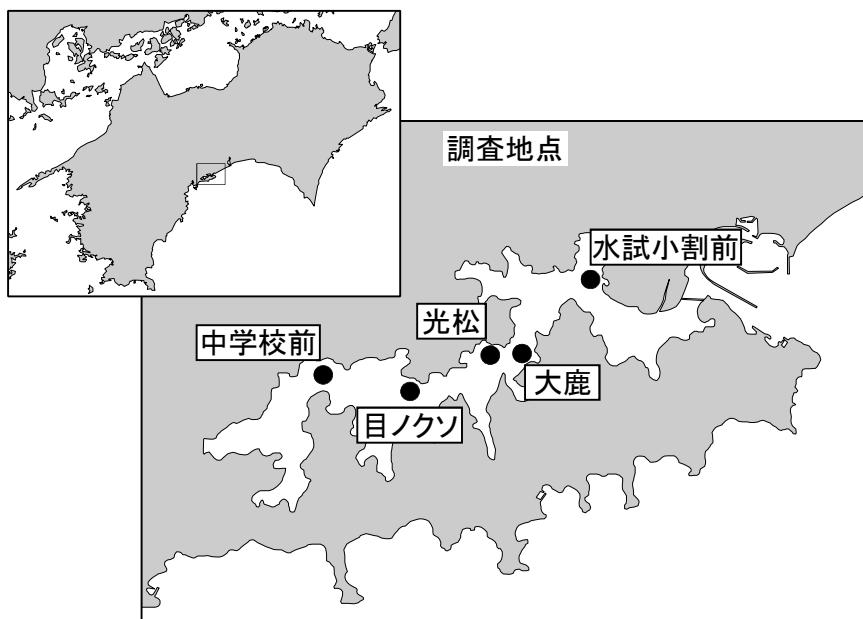 調査地点
水試小割前
光松
中学校前
大鹿
目ノクソ